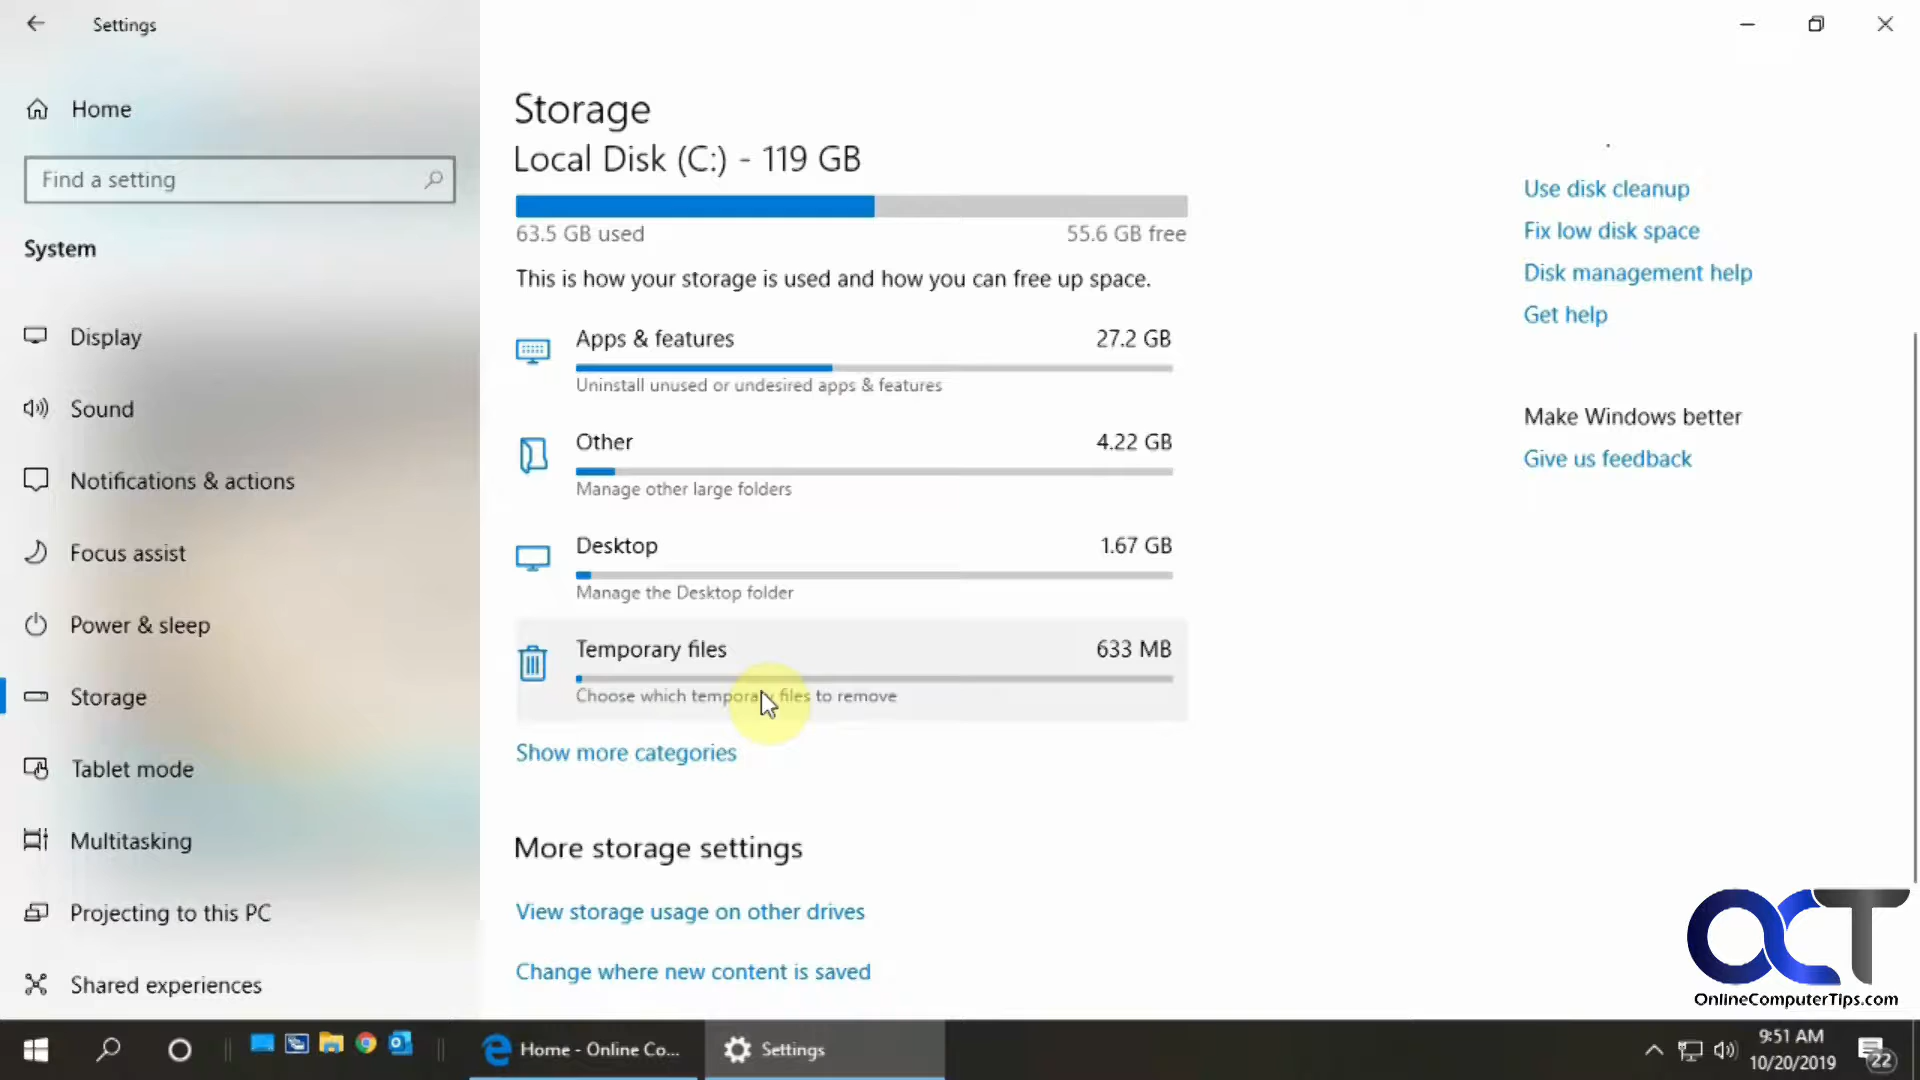 Settings
Home
Find a setting
System
Display
Sound
Notifications & actions
Focus assist
Power & sleep
Storage
Tablet mode
Multitasking
Projecting to this PC
Shared experiences
Storage
Local Disk (C:) - 119 GB
63.5 GB used
55.6 GB free
This is how your storage is used and how you can free up space.
Apps & features
27.2 GB
Uninstall unused or undesired apps & features
Other
4.22 GB
Manage other large folders
Desktop
1.67 GB
Manage the Desktop folder
Temporary files
633 MB
Choose which temporary files to remove
Show more categories
More storage settings
View storage usage on other drives
Change where new content is saved
Use disk cleanup
Fix low disk space
Disk management help
Get help
Make Windows better
Give us feedback
OCT
OnlineComputerTips.com
Home - Online Co...
Settings
9:51 AM
10/20/2019
22